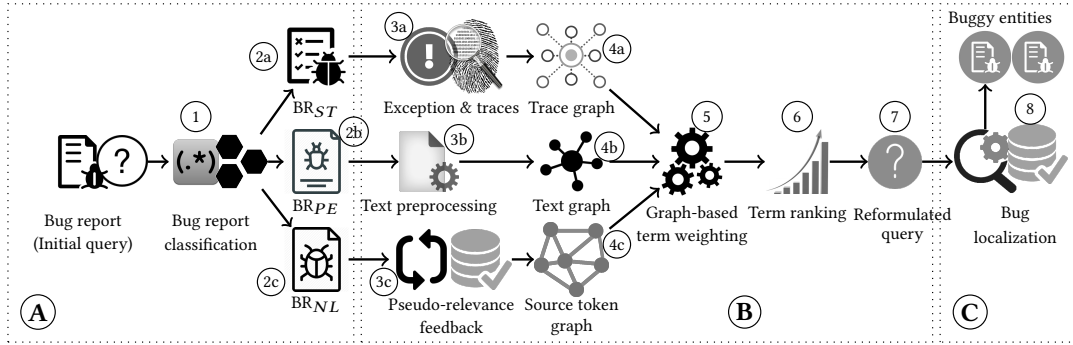 Buggy entities
2a
3a
4a
BR_ST
Exception & traces
Trace graph
1
2b
3b
4b
5
6
7
8
(.*)
?
?
BR_PE
Text preprocessing
Text graph
Bug report
(Initial query)
Bug report
classification
Graph-based
term weighting
Term ranking
Reformulated
query
Bug
localization
2c
3c
4c
BR_NL
Pseudo-relevance
feedback
Source token
graph
A
B
C